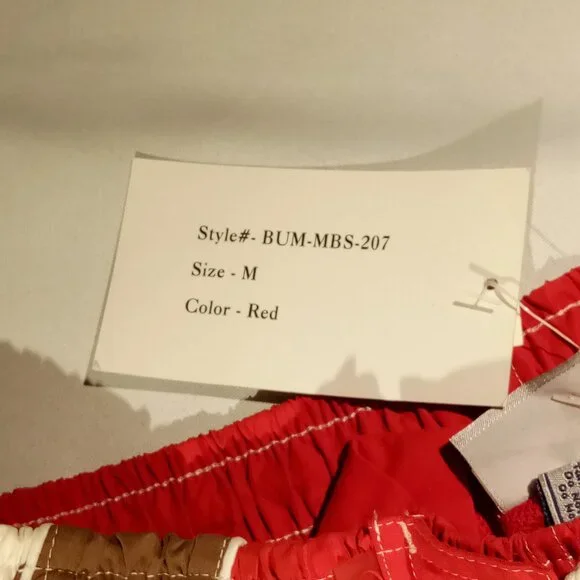 Style#- BUM-MBS-207
Size - M
Color - Red